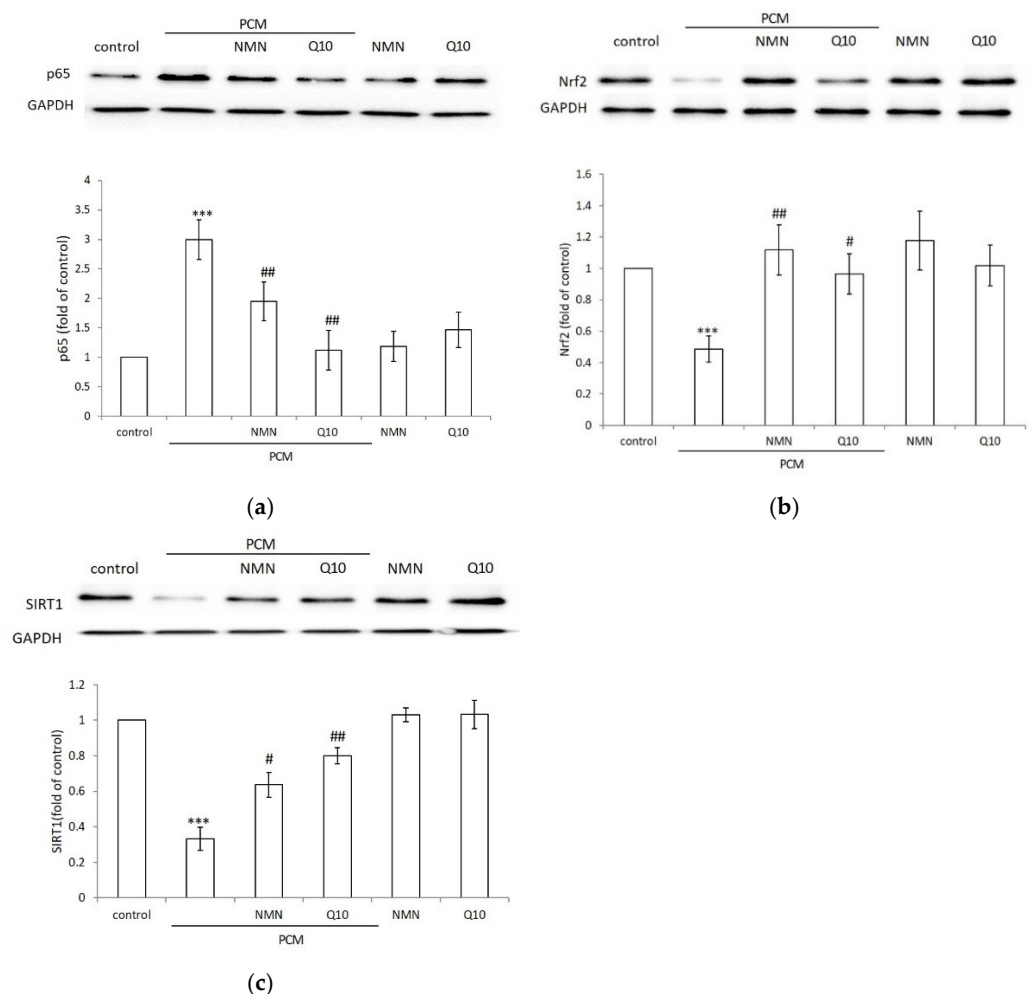 PCM
control NMN Q10 NMN Q10
p65
GAPDH
4
3.5
3
2.5
2
1.5
1
0.5
0
p65 (fold of control)
***
##
##
control NMN Q10 NMN Q10
PCM
(a)
PCM
control NMN Q10 NMN Q10
Nrf2
GAPDH
1.6
1.4
1.2
1
0.8
0.6
0.4
0.2
0
Nrf2 (fold of control)
***
##
#
control NMN Q10 NMN Q10
PCM
(b)
PCM
control NMN Q10 NMN Q10
SIRT1
GAPDH
1.2
1
0.8
0.6
0.4
0.2
0
SIRT1(fold of control)
***
#
##
control NMN Q10 NMN Q10
PCM
(c)